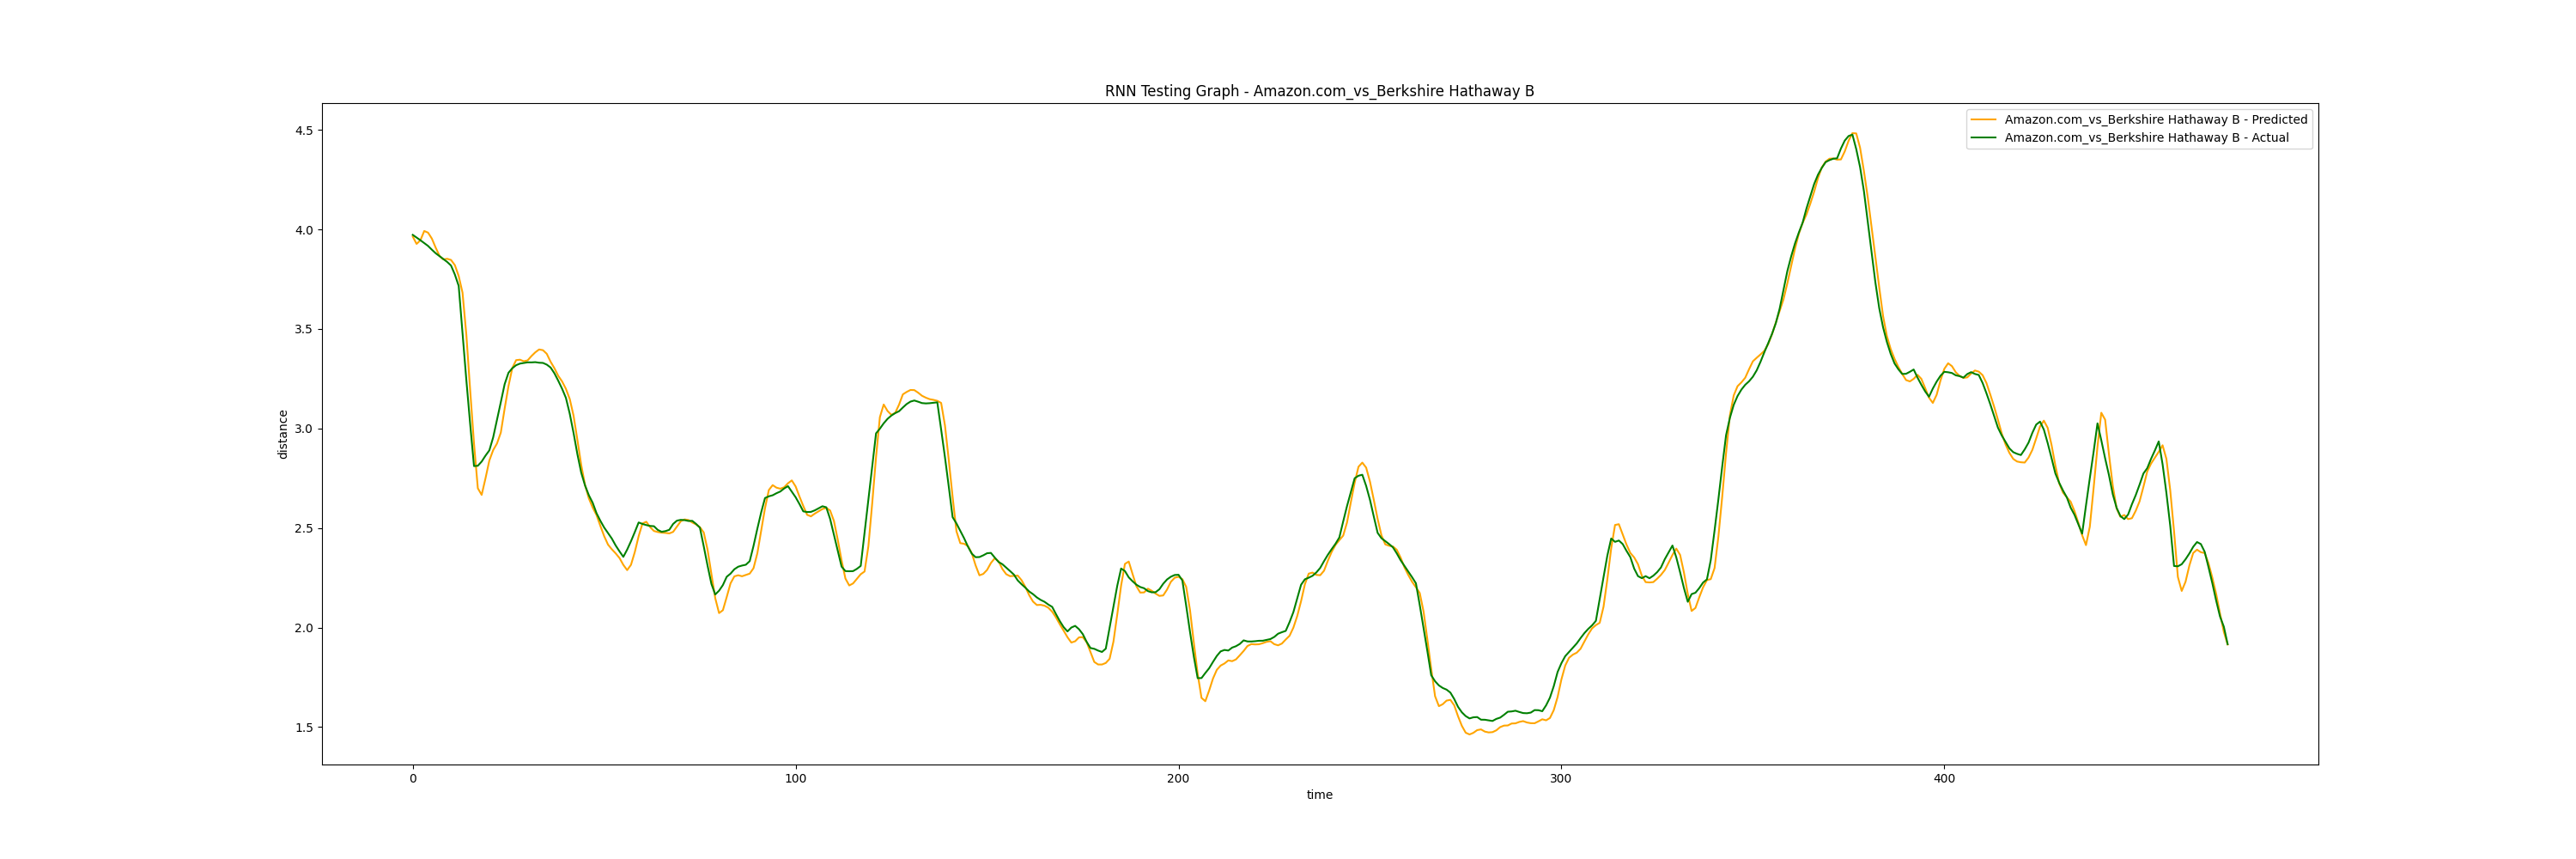 RNN Testing Graph - Amazon.com_vs_Berkshire Hathaway B
Amazon.com_vs_Berkshire Hathaway B - Predicted
Amazon.com_vs_Berkshire Hathaway B - Actual
4.5
4.0
3.5
3.0
2.5
2.0
1.5
distance
0 100 200 300 400
time